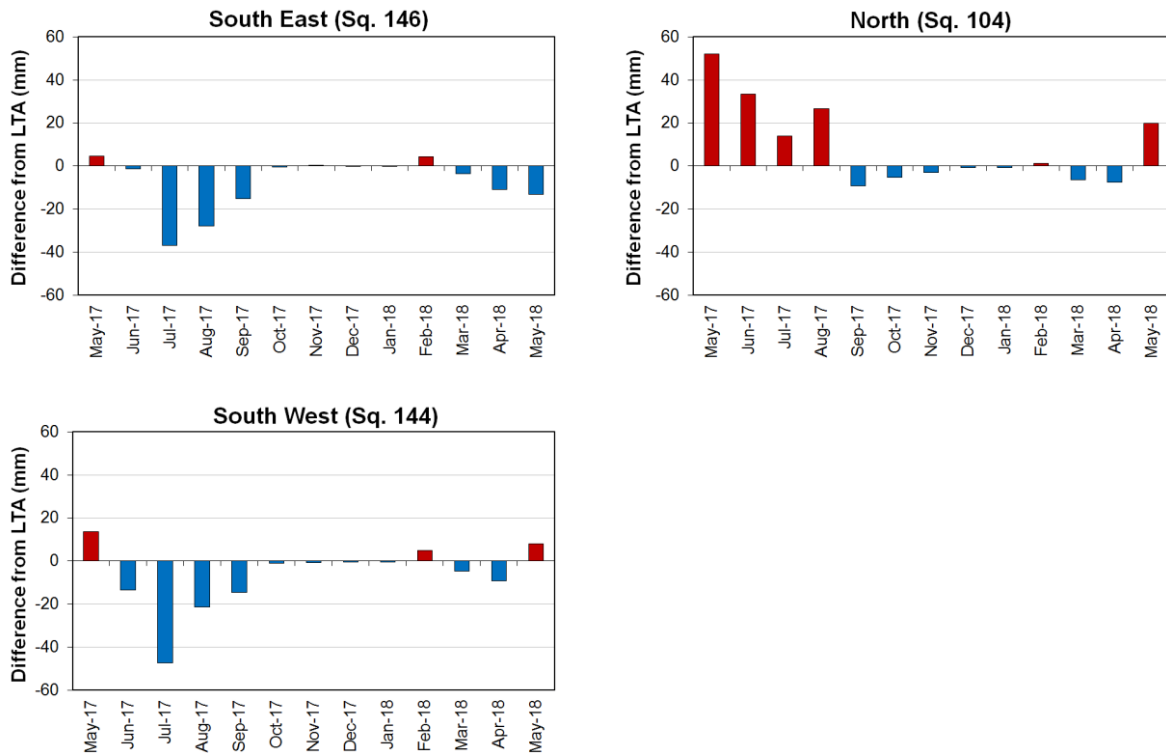 South East (Sq. 146)
Difference from LTA (mm)
60
40
20
0
-20
-40
-60
May-17
Jun-17
Jul-17
Aug-17
Sep-17
Oct-17
Nov-17
Dec-17
Jan-18
Feb-18
Mar-18
Apr-18
May-18
North (Sq. 104)
Difference from LTA (mm)
60
40
20
0
-20
-40
-60
May-17
Jun-17
Jul-17
Aug-17
Sep-17
Oct-17
Nov-17
Dec-17
Jan-18
Feb-18
Mar-18
Apr-18
May-18
South West (Sq. 144)
Difference from LTA (mm)
60
40
20
0
-20
-40
-60
May-17
Jun-17
Jul-17
Aug-17
Sep-17
Oct-17
Nov-17
Dec-17
Jan-18
Feb-18
Mar-18
Apr-18
May-18